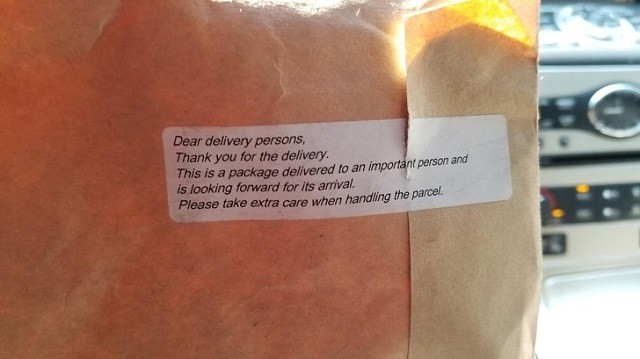 Dear delivery persons,
Thank you for the delivery.
This is a package delivered to an important person and
is looking forward for its arrival.
Please take extra care when handling the parcel.